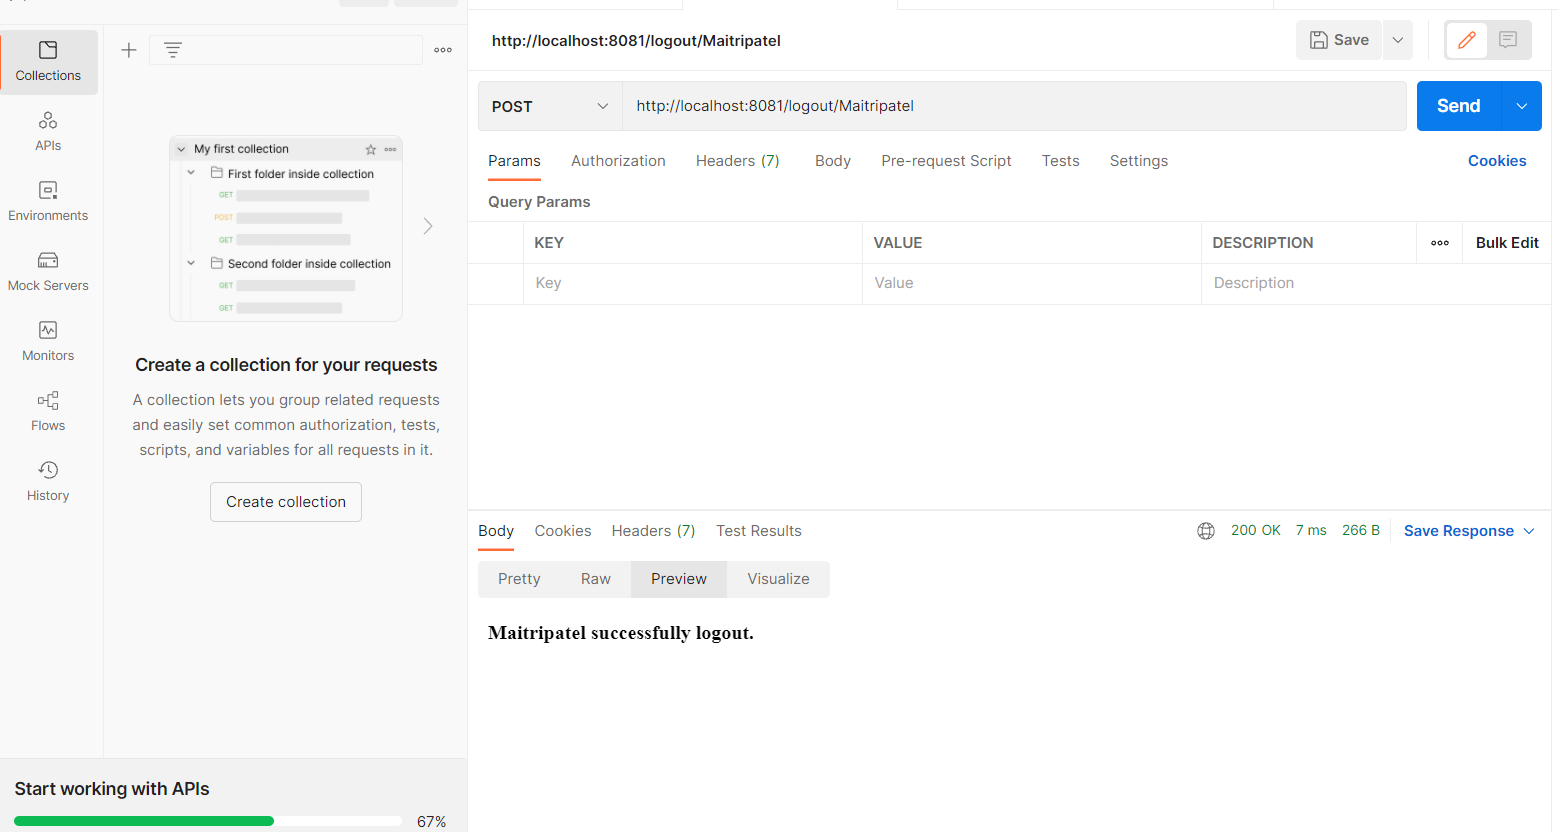 Collections
APIs
Environments
Mock Servers
Monitors
Flows
History
My first collection
First folder inside collection
GET
POST
GET
Second folder inside collection
GET
GET
Create a collection for your requests
A collection lets you group related requests
and easily set common authorization, tests,
scripts, and variables for all requests in it.
Create collection
Start working with APIs
67%
http://localhost:8081/logout/Maitripatel
Save
POST
http://localhost:8081/logout/Maitripatel
Send
Params Authorization Headers (7) Body Pre-request Script Tests Settings Cookies
Query Params
KEY VALUE DESCRIPTION Bulk Edit
Key Value Description
Body Cookies Headers (7) Test Results 200 OK 7 ms 266 B Save Response
Pretty Raw Preview Visualize
Maitripatel successfully logout.